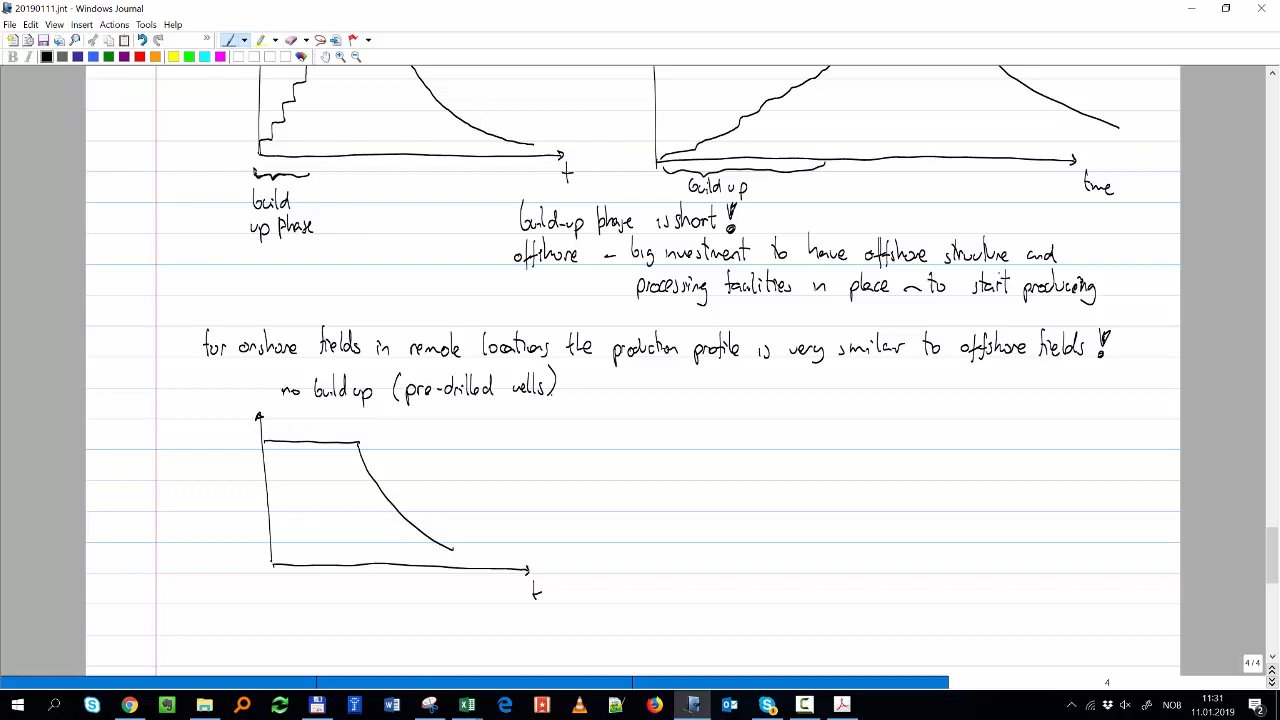 20190111.jnt - Windows Journal
File Edit View Insert Actions Tools Help
t
time
build
up phase
build up
build-up phase is short!
offshore - big investment to have offshore structure and
processing facilities in place - to start producing
for onshore fields in remote locations the production profile is very similar to offshore fields!
no build up (pre-drilled wells)
t
4/4
4
NOB
11:31
11.01.2019